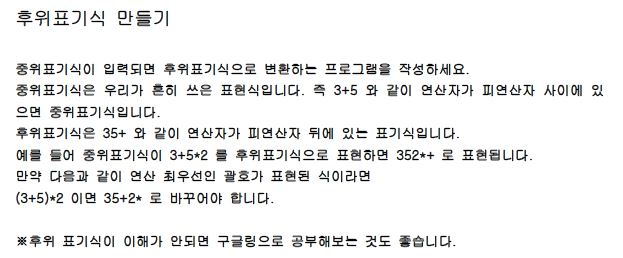 후위표기식 만들기
중위표기식이 입력되면 후위표기식으로 변환하는 프로그램을 작성하세요.
중위표기식은 우리가 흔히 쓰은 표현식입니다. 즉 3+5 와 같이 연산자가 피연산자 사이에 있
으면 중위표기식입니다.
후위표기식은 35+ 와 같이 연산자가 피연산자 뒤에 있는 표기식입니다.
예를 들어 중위표기식이 3+5*2 를 후위표기식으로 표현하면 352*+ 로 표현됩니다.
만약 다음과 같이 연산 최우선인 괄호가 표현된 식이라면
(3+5)*2 이면 35+2* 로 바꾸어야 합니다.
※후위 표기식이 이해가 안되면 구글링으로 공부해보는 것도 좋습니다.